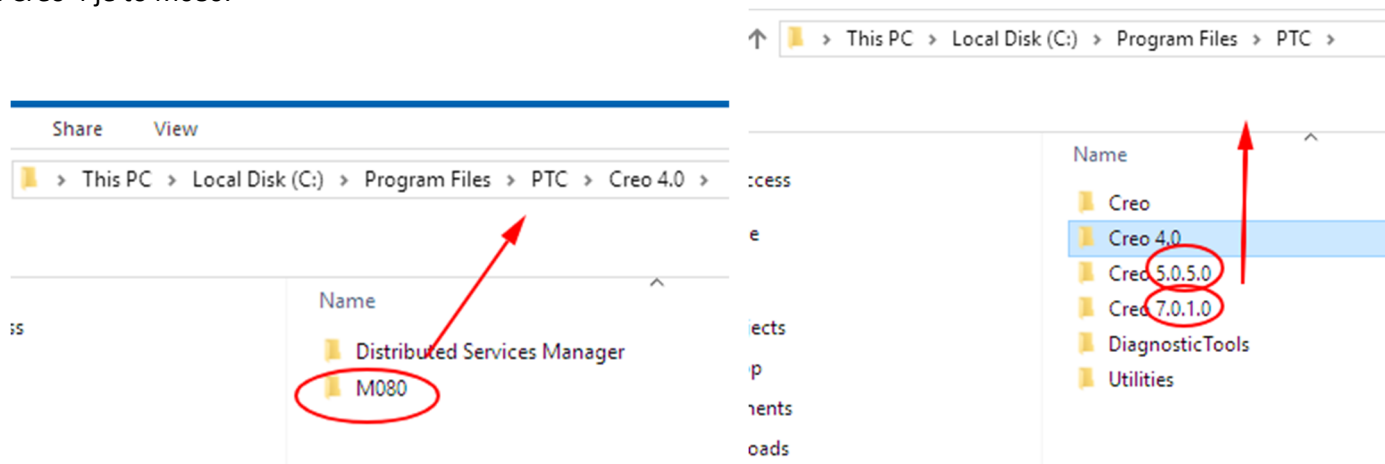 Share View
This PC > Local Disk (C:) > Program Files > PTC > Creo 4.0 >
Name
ss
Distributed Services Manager
M080
This PC > Local Disk (C:) > Program Files > PTC >
Name
ccess
Creo
e
Creo 4.0
Creo 5.0.5.0
Creo 7.0.1.0
jects
DiagnosticTools
p
Utilities
nents
oads